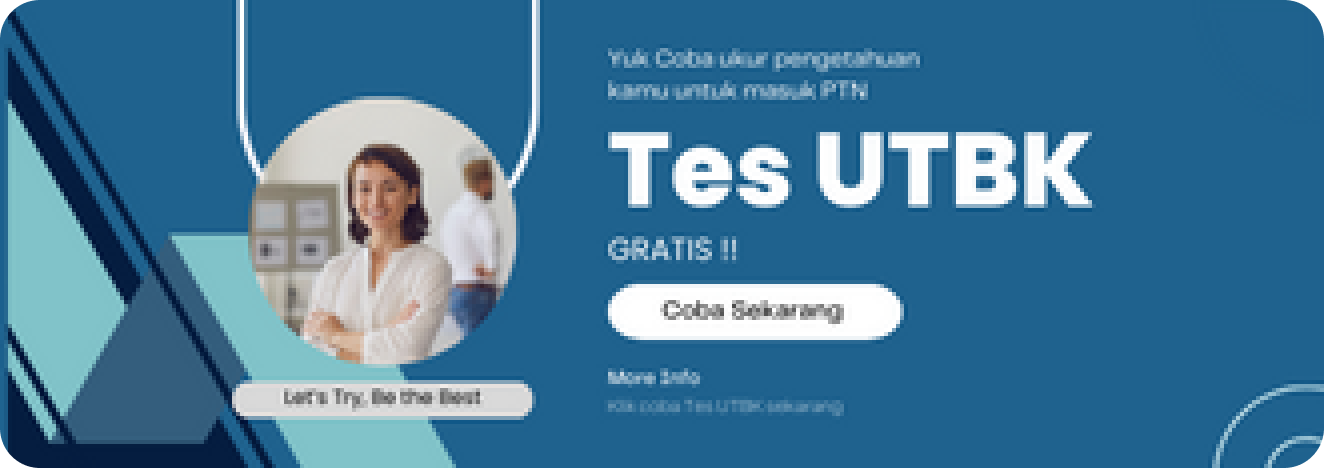 Yuk Coba ukur pengetahuan
kamu untuk masuk PTN
Tes UTBK
GRATIS !!
Coba Sekarang
More Info
Klik coba Tes UTBK sekarang
Let's Try, Be the Best